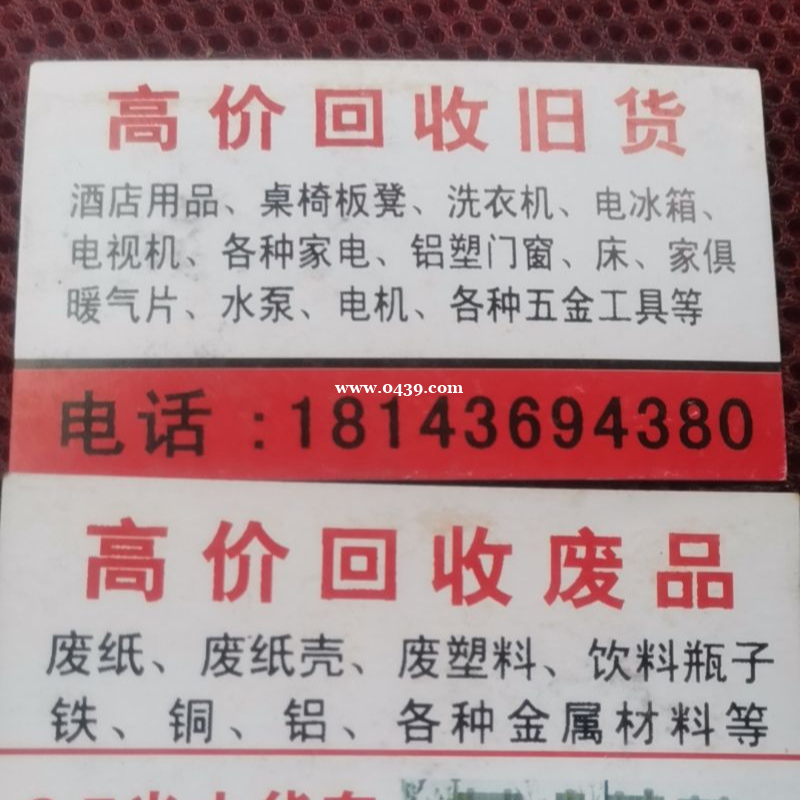 高价回收旧货
酒店用品、桌椅板凳、洗衣机、电冰箱、
电视机、各种家电、铝塑门窗、床、家俱
暖气片、水泵、电机、各种五金工具等
www.0439.com
电话：18143694380
高价回收废品
废纸、废纸壳、废塑料、饮料瓶子
铁、铜、铝、各种金属材料等